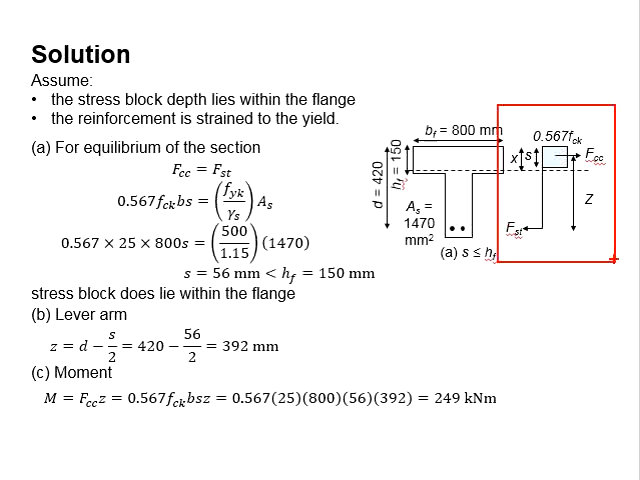 Solution
Assume:
• the stress block depth lies within the flange
• the reinforcement is strained to the yield.
(a) For equilibrium of the section
F_cc = F_st
0.567f_ck bs = (f_yk / γ_s) A_s
0.567 × 25 × 800s = (500 / 1.15) (1470)
s = 56 mm < h_f = 150 mm
stress block does lie within the flange
(b) Lever arm
z = d − s/2 = 420 − 56/2 = 392 mm
(c) Moment
M = F_cc z = 0.567f_ck bsz = 0.567(25)(800)(56)(392) = 249 kNm
b_f = 800 mm
d = 420
h_f = 150
A_s =
1470
mm²
(a) s ≤ h_f
0.567f_ck
x
s
F_cc
Z
F_st